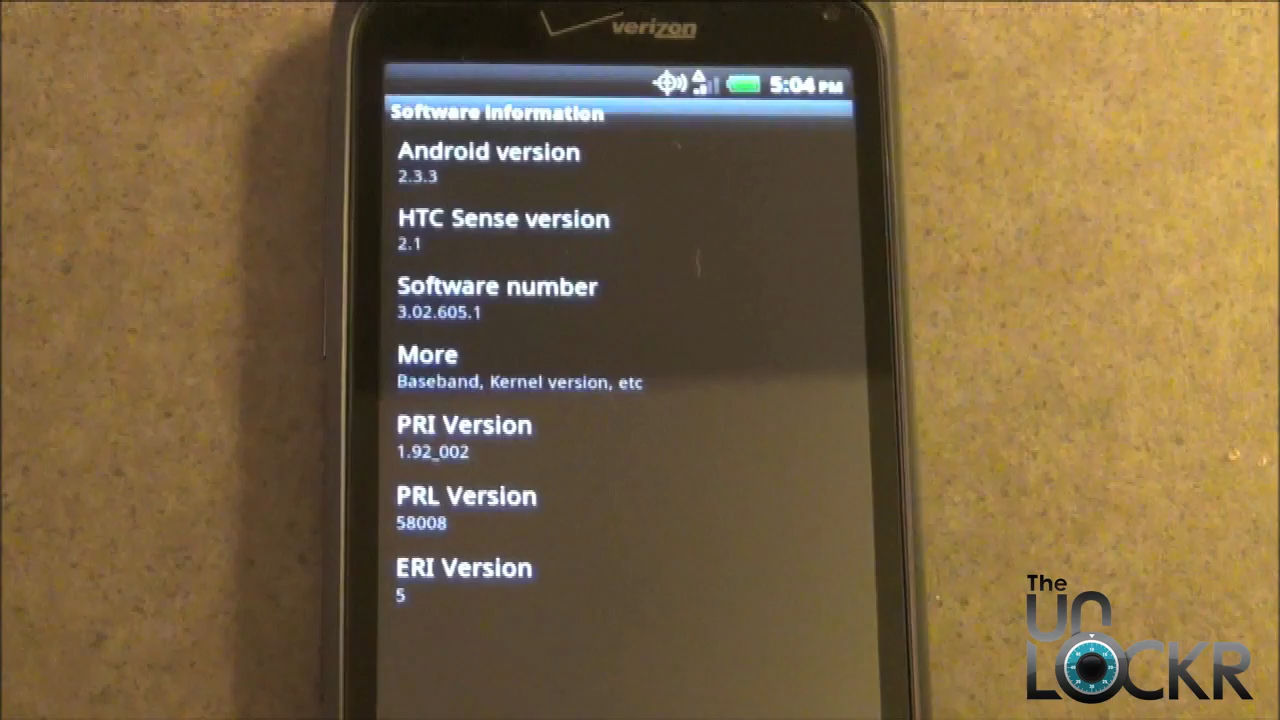 verizon
5:04 PM
Software information
Android version
2.3.3
HTC Sense version
2.1
Software number
3.02.605.1
More
Baseband, Kernel version, etc
PRI Version
1.92_002
PRL Version
58008
ERI Version
5
The
UnLOCKR